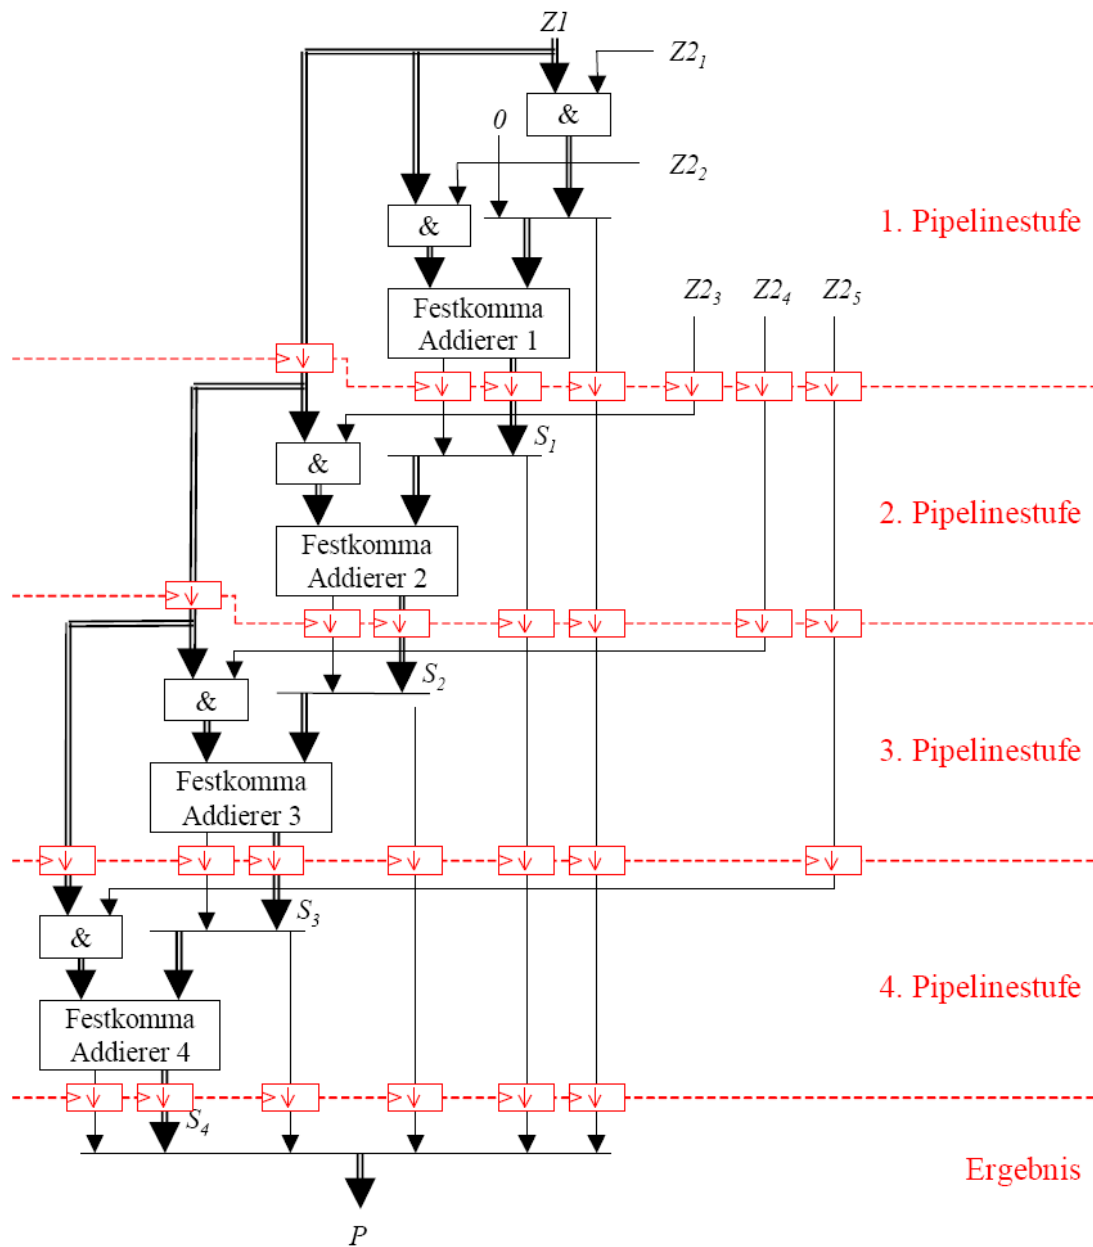 Z1
Z2₁
&
0
Z2₂
&
1. Pipelinestufe
Z2₃ Z2₄ Z2₅
Festkomma
Addierer 1
S₁
&
2. Pipelinestufe
Festkomma
Addierer 2
S₂
&
3. Pipelinestufe
Festkomma
Addierer 3
S₃
&
4. Pipelinestufe
Festkomma
Addierer 4
S₄
Ergebnis
P